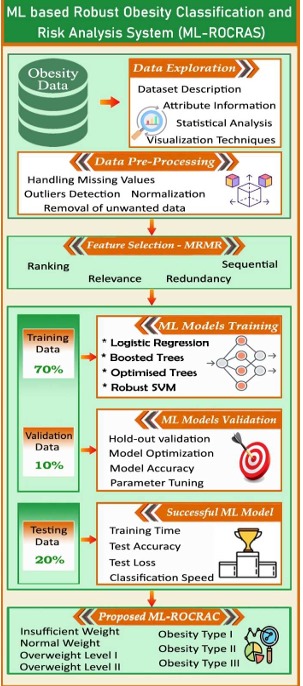 ML based Robust Obesity Classification and
Risk Analysis System (ML-ROCRAS)
Obesity
Data
Data Exploration
Dataset Description
Attribute Information
Statistical Analysis
Visualization Techniques
Data Pre-Processing
Handling Missing Values
Outliers Detection Normalization
Removal of unwanted data
Feature Selection - MRMR
Ranking
Sequential
Relevance
Redundancy
Training
Data
70%
ML Models Training
* Logistic Regression
* Boosted Trees
* Optimised Trees
* Robust SVM
Validation
Data
10%
ML Models Validation
Hold-out validation
Model Optimization
Model Accuracy
Parameter Tuning
Testing
Data
20%
Successful ML Model
Training Time
Test Accuracy
Test Loss
Classification Speed
Proposed ML-ROCRAC
Insufficient Weight
Normal Weight
Overweight Level I
Overweight Level II
Obesity Type I
Obesity Type II
Obesity Type III